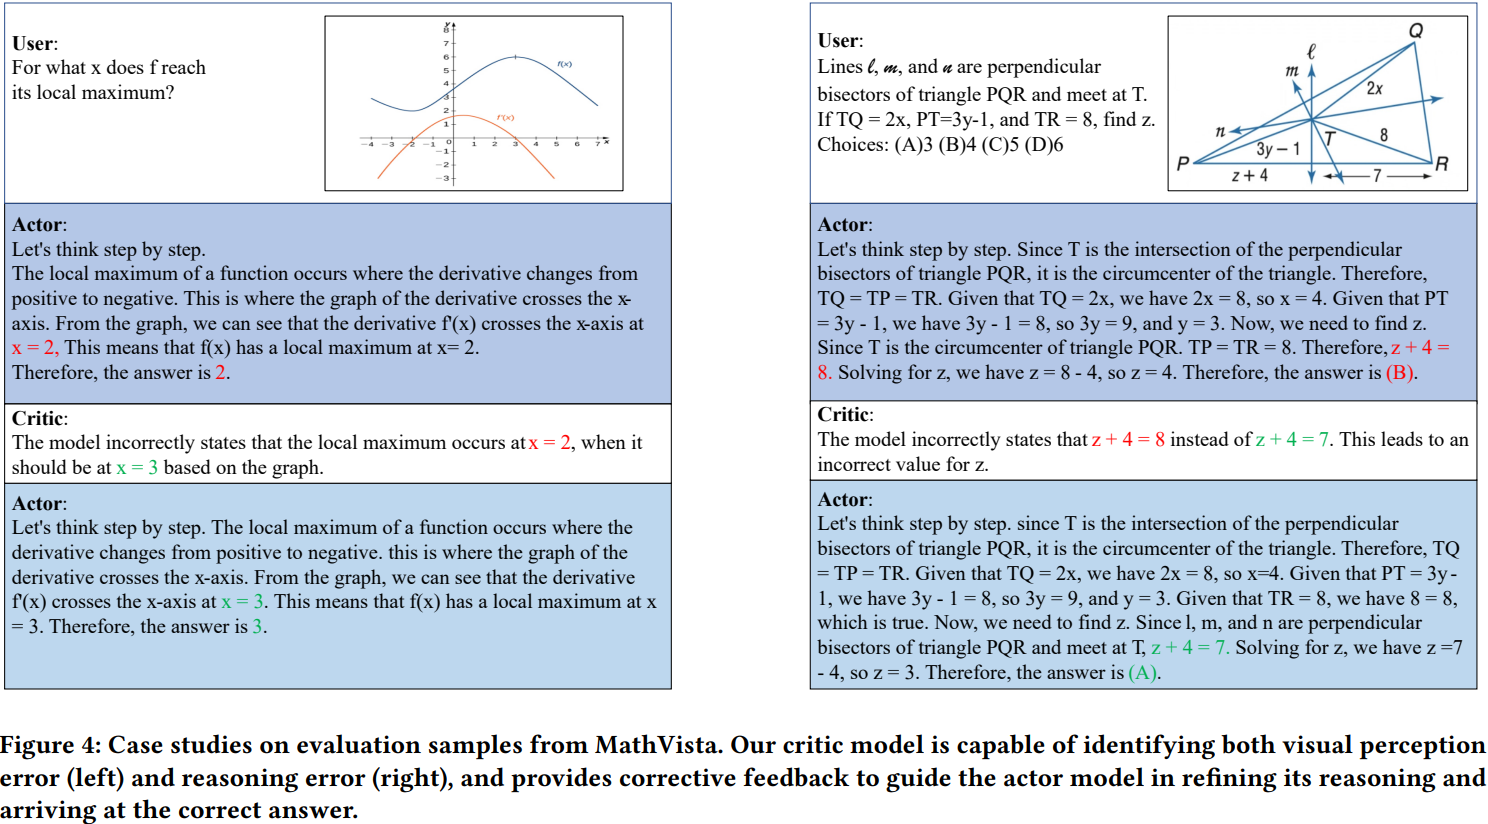 User:
For what x does f reach
its local maximum?
y
8
7
6
5
4
3
2
1
f(x)
f'(x)
-4 -3 -2 -1 0 1 2 3 4 5 6 7 x
-1
-2
-3
Actor:
Let's think step by step.
The local maximum of a function occurs where the derivative changes from
positive to negative. This is where the graph of the derivative crosses the x-
axis. From the graph, we can see that the derivative f'(x) crosses the x-axis at
x = 2, This means that f(x) has a local maximum at x= 2.
Therefore, the answer is 2.
Critic:
The model incorrectly states that the local maximum occurs at x = 2, when it
should be at x = 3 based on the graph.
Actor:
Let's think step by step. The local maximum of a function occurs where the
derivative changes from positive to negative. this is where the graph of the
derivative crosses the x-axis. From the graph, we can see that the derivative
f'(x) crosses the x-axis at x = 3. This means that f(x) has a local maximum at x
= 3. Therefore, the answer is 3.
User:
Lines ℓ, m, and n are perpendicular
bisectors of triangle PQR and meet at T.
If TQ = 2x, PT=3y-1, and TR = 8, find z.
Choices: (A)3 (B)4 (C)5 (D)6
Q
ℓ
m
2x
n
T
8
3y – 1
P
R
z + 4
7
Actor:
Let's think step by step. Since T is the intersection of the perpendicular
bisectors of triangle PQR, it is the circumcenter of the triangle. Therefore,
TQ = TP = TR. Given that TQ = 2x, we have 2x = 8, so x = 4. Given that PT
= 3y - 1, we have 3y - 1 = 8, so 3y = 9, and y = 3. Now, we need to find z.
Since T is the circumcenter of triangle PQR. TP = TR = 8. Therefore, z + 4 =
8. Solving for z, we have z = 8 - 4, so z = 4. Therefore, the answer is (B).
Critic:
The model incorrectly states that z + 4 = 8 instead of z + 4 = 7. This leads to an
incorrect value for z.
Actor:
Let's think step by step. since T is the intersection of the perpendicular
bisectors of triangle PQR, it is the circumcenter of the triangle. Therefore, TQ
= TP = TR. Given that TQ = 2x, we have 2x = 8, so x=4. Given that PT = 3y -
1, we have 3y - 1 = 8, so 3y = 9, and y = 3. Given that TR = 8, we have 8 = 8,
which is true. Now, we need to find z. Since l, m, and n are perpendicular
bisectors of triangle PQR and meet at T, z + 4 = 7. Solving for z, we have z =7
- 4, so z = 3. Therefore, the answer is (A).
Figure 4: Case studies on evaluation samples from MathVista. Our critic model is capable of identifying both visual perception
error (left) and reasoning error (right), and provides corrective feedback to guide the actor model in refining its reasoning and
arriving at the correct answer.